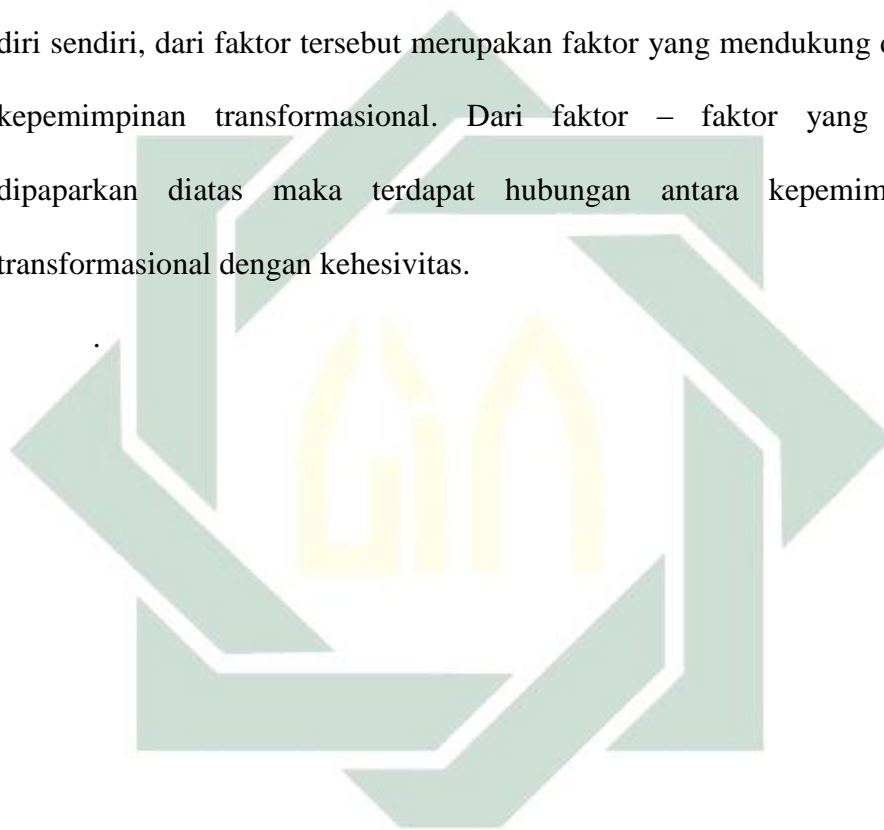 diri sendiri, dari faktor tersebut merupakan faktor yang mendukung
kepemimpinan transformasional. Dari faktor – faktor yang
dipaparkan diatas maka terdapat hubungan antara kepemim
transformasional dengan kehesivitas.
.